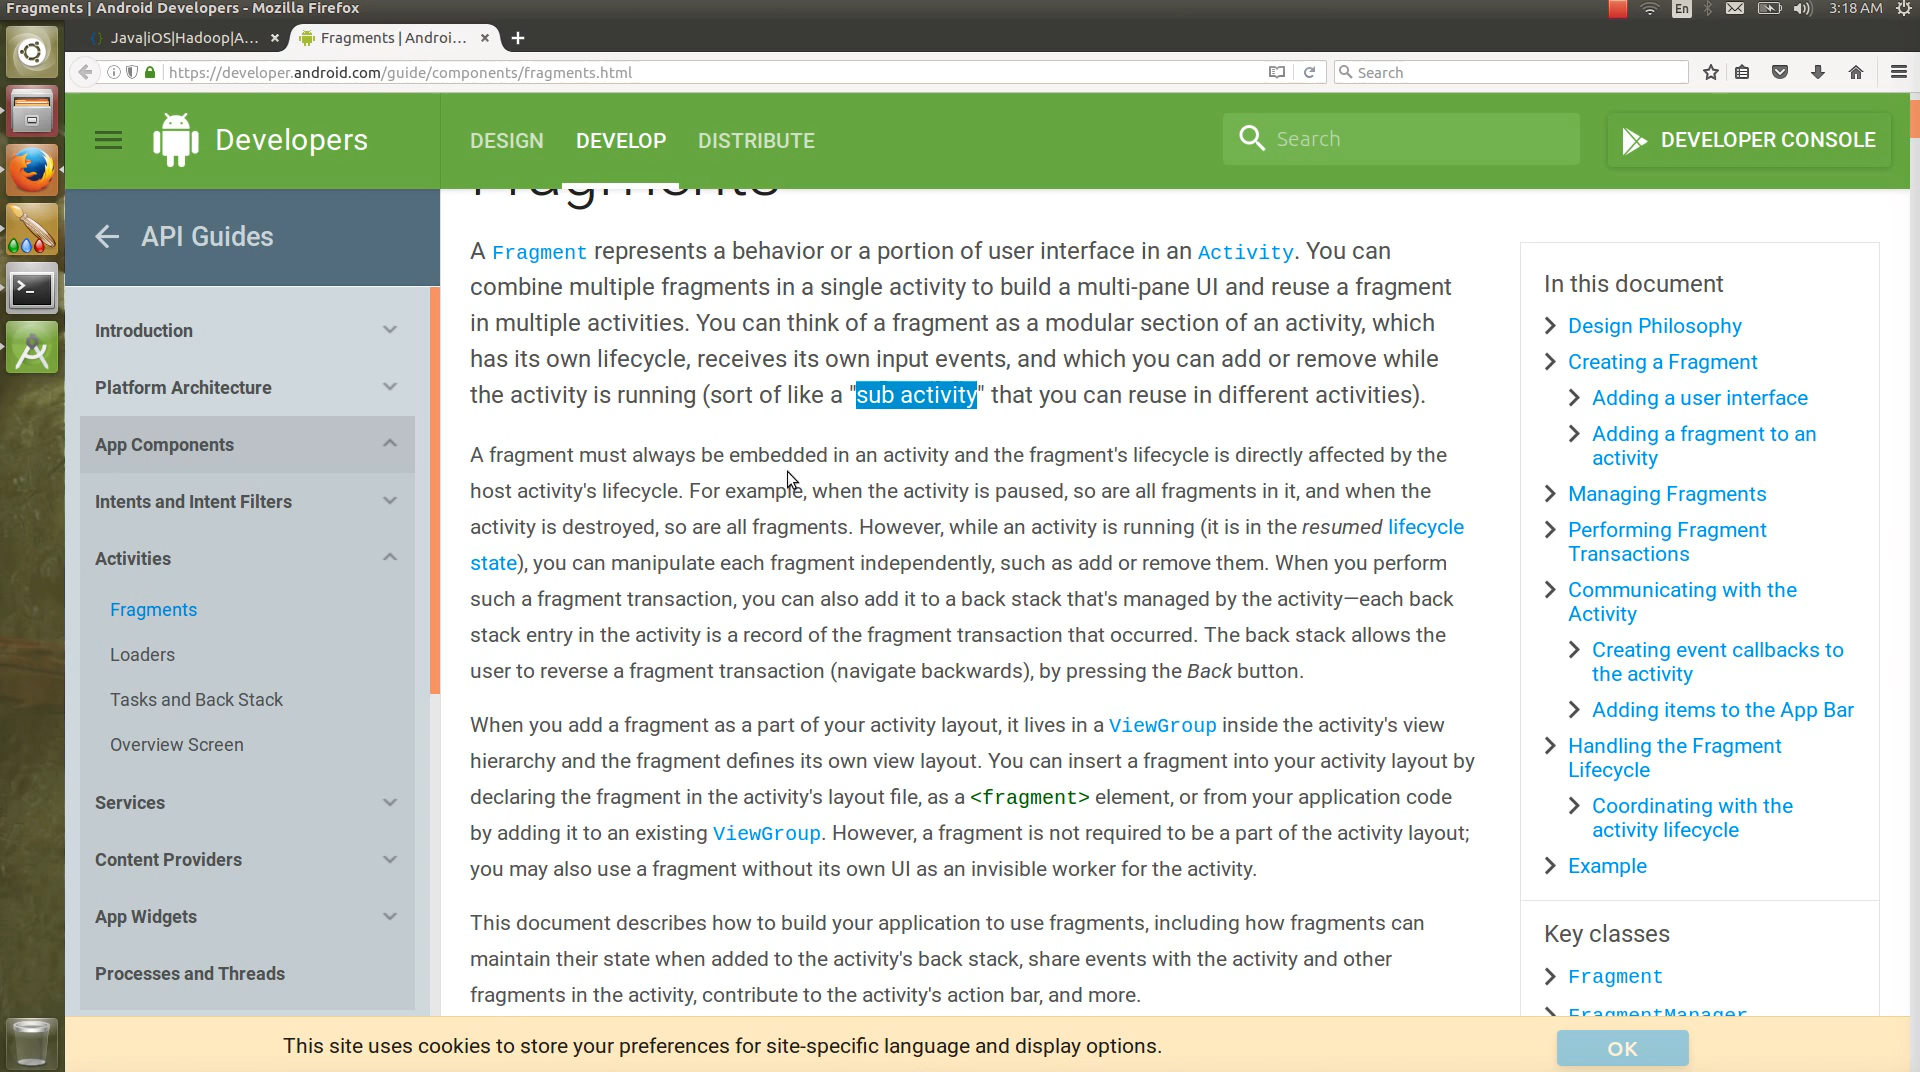 Fragments | Android Developers - Mozilla Firefox
En
3:18 AM
Java|iOS|Hadoop|A...
Fragments | Androi...
https://developer.android.com/guide/components/fragments.html
Search
Developers
DESIGN
DEVELOP
DISTRIBUTE
Search
DEVELOPER CONSOLE
API Guides
Introduction
Platform Architecture
App Components
Intents and Intent Filters
Activities
Fragments
Loaders
Tasks and Back Stack
Overview Screen
Services
Content Providers
App Widgets
Processes and Threads
Fragments
A Fragment represents a behavior or a portion of user interface in an Activity. You can
combine multiple fragments in a single activity to build a multi-pane UI and reuse a fragment
in multiple activities. You can think of a fragment as a modular section of an activity, which
has its own lifecycle, receives its own input events, and which you can add or remove while
the activity is running (sort of like a "sub activity" that you can reuse in different activities).
A fragment must always be embedded in an activity and the fragment's lifecycle is directly affected by the
host activity's lifecycle. For example, when the activity is paused, so are all fragments in it, and when the
activity is destroyed, so are all fragments. However, while an activity is running (it is in the resumed lifecycle
state), you can manipulate each fragment independently, such as add or remove them. When you perform
such a fragment transaction, you can also add it to a back stack that's managed by the activity—each back
stack entry in the activity is a record of the fragment transaction that occurred. The back stack allows the
user to reverse a fragment transaction (navigate backwards), by pressing the Back button.
When you add a fragment as a part of your activity layout, it lives in a ViewGroup inside the activity's view
hierarchy and the fragment defines its own view layout. You can insert a fragment into your activity layout by
declaring the fragment in the activity's layout file, as a <fragment> element, or from your application code
by adding it to an existing ViewGroup. However, a fragment is not required to be a part of the activity layout;
you may also use a fragment without its own UI as an invisible worker for the activity.
This document describes how to build your application to use fragments, including how fragments can
maintain their state when added to the activity's back stack, share events with the activity and other
fragments in the activity, contribute to the activity's action bar, and more.
In this document
Design Philosophy
Creating a Fragment
Adding a user interface
Adding a fragment to an
activity
Managing Fragments
Performing Fragment
Transactions
Communicating with the
Activity
Creating event callbacks to
the activity
Adding items to the App Bar
Handling the Fragment
Lifecycle
Coordinating with the
activity lifecycle
Example
Key classes
Fragment
FragmentManager
This site uses cookies to store your preferences for site-specific language and display options.
OK